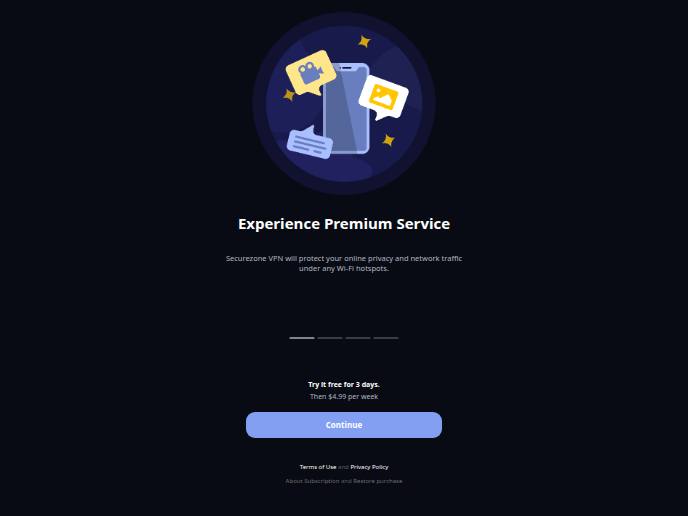 Experience Premium Service
Securezone VPN will protect your online privacy and network traffic
under any Wi-Fi hotspots.
Try it free for 3 days.
Then $4,99 per week
Continue
Terms of Use and Privacy Policy
About Subscription and Restore purchase